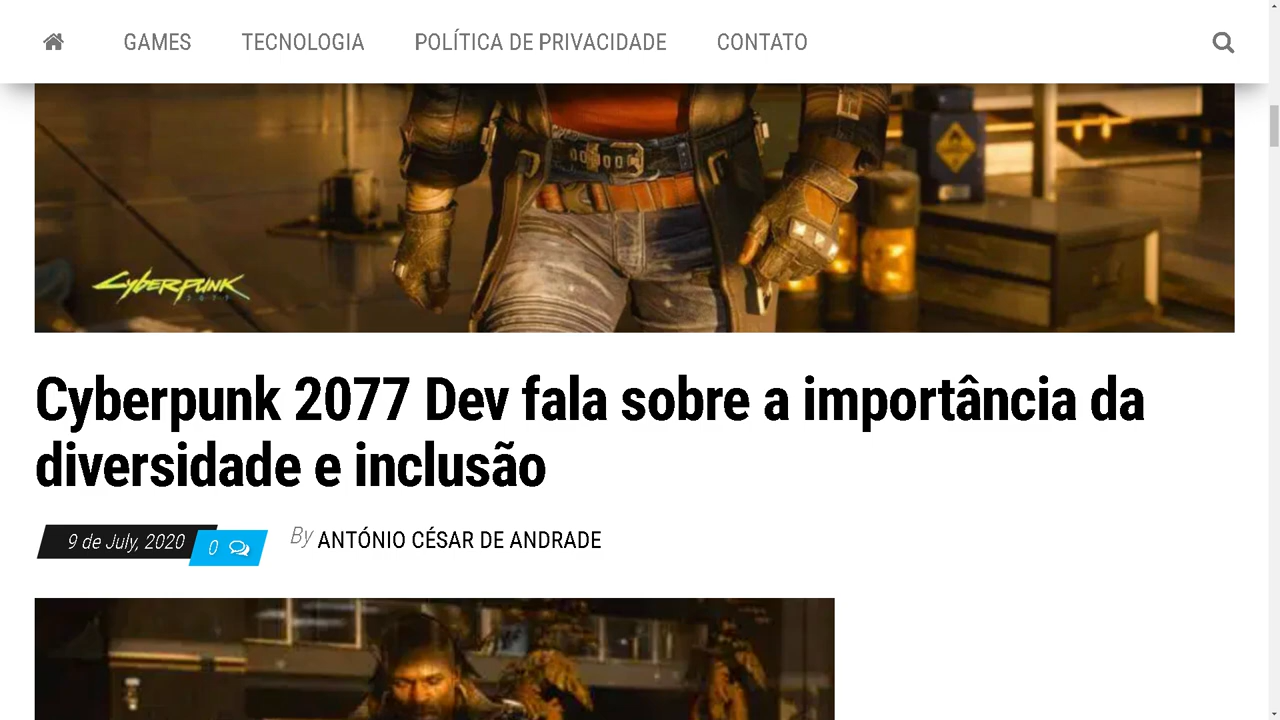 GAMES TECNOLOGIA POLÍTICA DE PRIVACIDADE CONTATO
CYBERPUNK
2077
Cyberpunk 2077 Dev fala sobre a importância da
diversidade e inclusão
9 de July, 2020 0 By ANTÓNIO CÉSAR DE ANDRADE